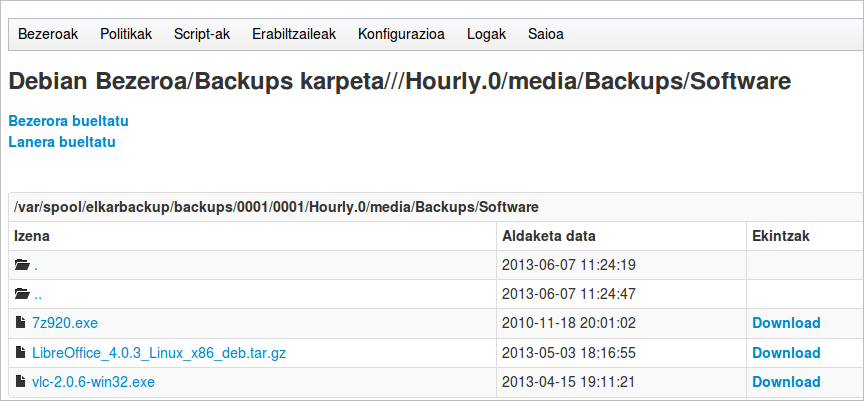 Bezeroak Politikak Script-ak Erabiltzaileak Konfigurazioa Logak Saioa
Debian Bezeroa/Backups karpeta///Hourly.0/media/Backups/Software
Bezerora bueltatu
Lanera bueltatu
/var/spool/elkarbackup/backups/0001/0001/Hourly.0/media/Backups/Software
Izena Aldaketa data Ekintzak
. 2013-06-07 11:24:19
.. 2013-06-07 11:24:47
7z920.exe 2010-11-18 20:01:02 Download
LibreOffice_4.0.3_Linux_x86_deb.tar.gz 2013-05-03 18:16:55 Download
vlc-2.0.6-win32.exe 2013-04-15 19:11:21 Download